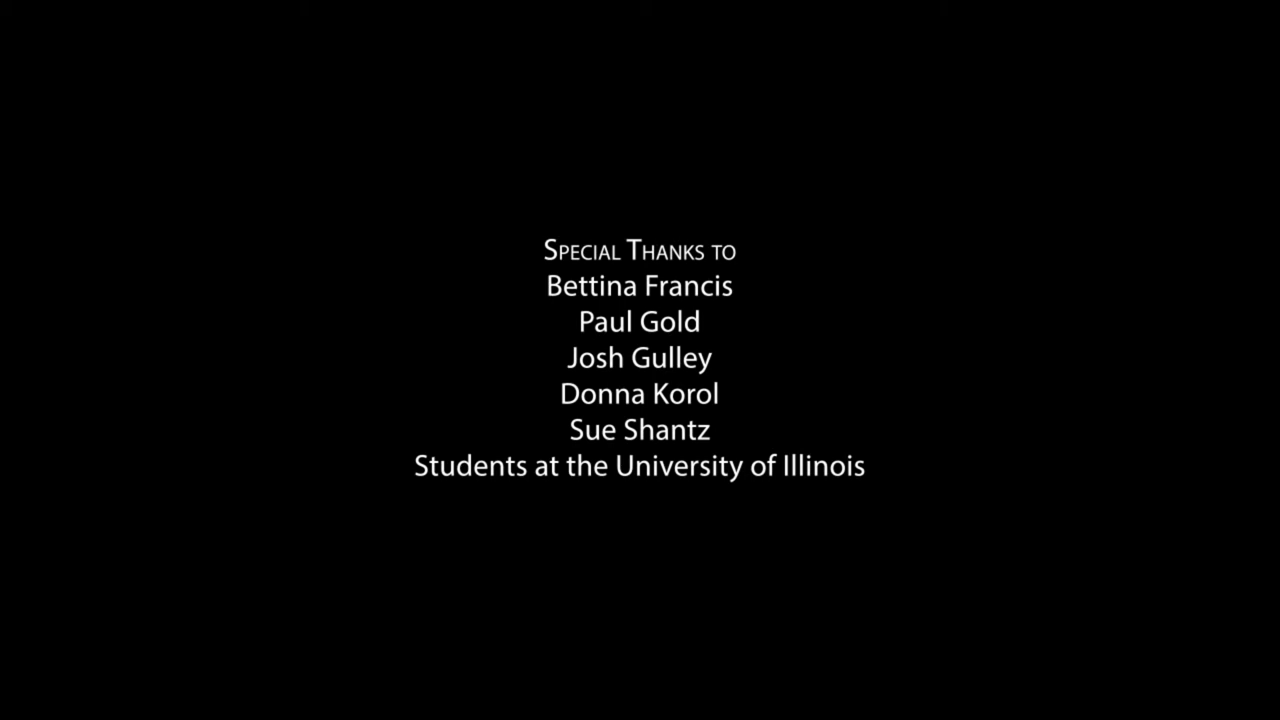 Special Thanks to
Bettina Francis
Paul Gold
Josh Gulley
Donna Korol
Sue Shantz
Students at the University of Illinois